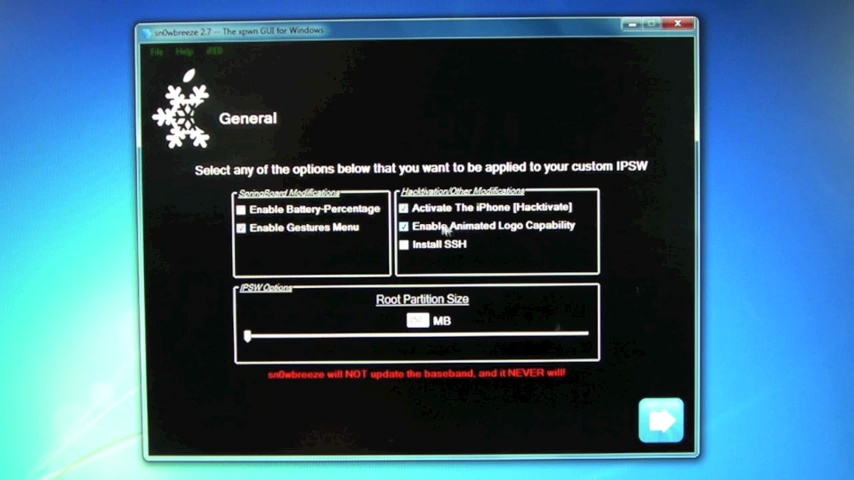 sn0wbreeze 2.7 -- The xpwn GUI for Windows
File Help iREB
General
Select any of the options below that you want to be applied to your custom IPSW
SpringBoard Modifications
Enable Battery-Percentage
Enable Gestures Menu
Hacktivation/Other Modifications
Activate The iPhone [Hacktivate]
Enable Animated Logo Capability
Install SSH
IPSW Options
Root Partition Size
MB
sn0wbreeze will NOT update the baseband, and it NEVER will!